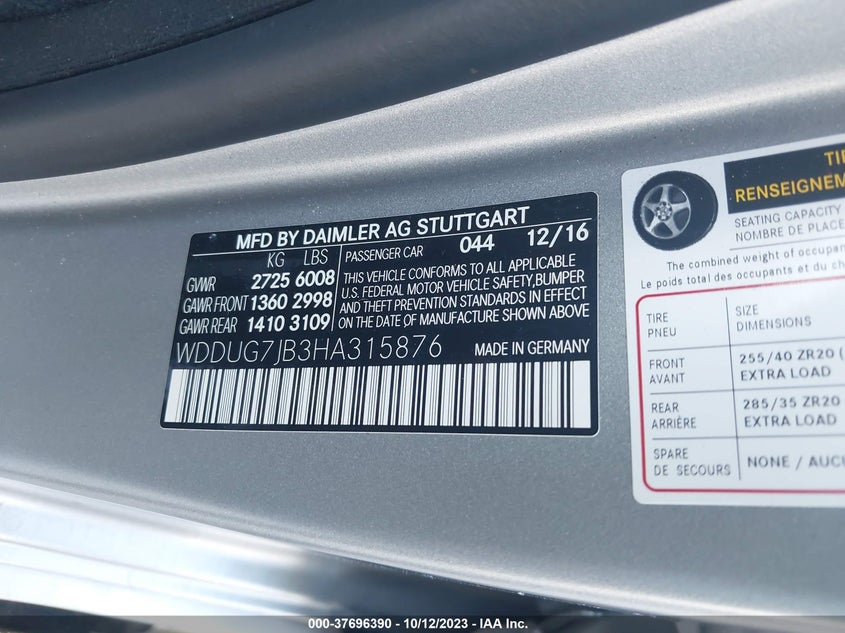 MFD BY DAIMLER AG STUTTGART
KG LBS PASSENGER CAR 044 12/16
GVWR 2725 6008
GAWR FRONT 1360 2998
GAWR REAR 1410 3109
THIS VEHICLE CONFORMS TO ALL APPLICABLE
U.S. FEDERAL MOTOR VEHICLE SAFETY,BUMPER
AND THEFT PREVENTION STANDARDS IN EFFECT
ON THE DATE OF MANUFACTURE SHOWN ABOVE
WDDUG7JB3HA315876 MADE IN GERMANY
RENSEIGNEM
SEATING CAPACITY
NOMBRE DE PLACE
The combined weight of occupa
Le poids total des occupants et du ch
TIRE
PNEU
SIZE
DIMENSIONS
FRONT
AVANT
255/40 ZR20 (
EXTRA LOAD
REAR
ARRIÈRE
285/35 ZR20
EXTRA LOAD
SPARE
DE SECOURS
NONE / AUCU
000-37696390 - 10/12/2023 - © IAA Inc.